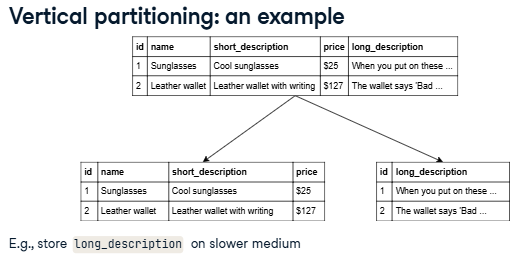 Vertical partitioning: an example
id name short_description price long_description
1 Sunglasses Cool sunglasses $25 When you put on these ...
2 Leather wallet Leather wallet with writing $127 The wallet says 'Bad ...
id name short_description price
1 Sunglasses Cool sunglasses $25
2 Leather wallet Leather wallet with writing $127
id long_description
1 When you put on these ...
2 The wallet says 'Bad ...
E.g., store long_description on slower medium